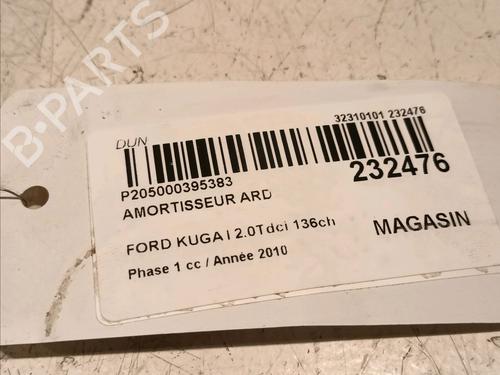 B-PARTS
DUN
32310101 232476
P205000395383
232476
AMORTISSEUR ARD
FORD KUGA I 2.0Tdci 136ch
MAGASIN
Phase 1 cc / Année 2010